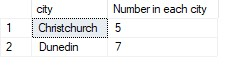 city Number in each city
1 Christchurch 5
2 Dunedin 7